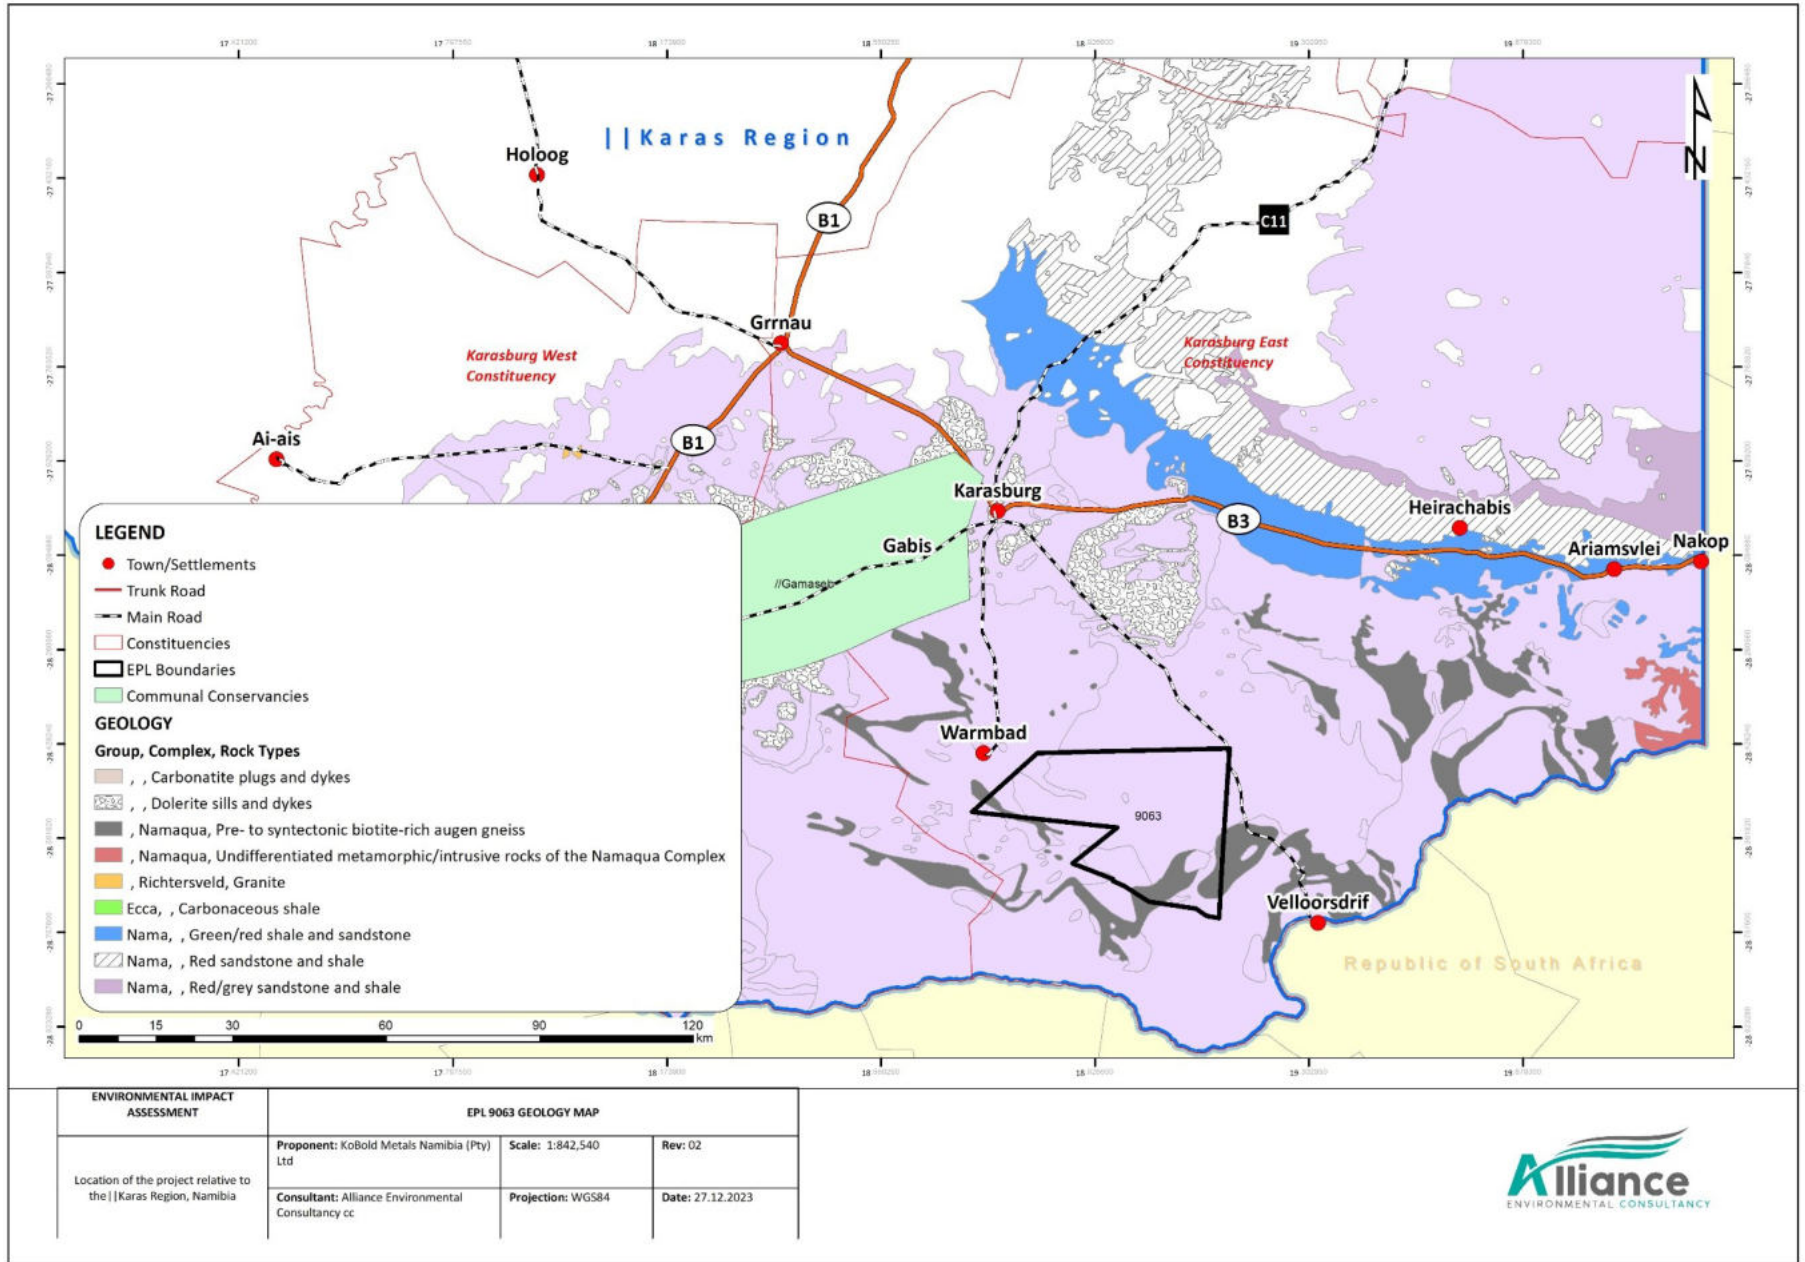 ||Karas Region
Holoog
B1
C11
Grrnau
Karasburg West
Constituency
Karasburg East
Constituency
Ai-ais
B1
Karasburg
B3
Heirachabis
Gabis
Ariamsvlei
Nakop
//Gamaseb
Warmbad
9063
Velloorsdrif
Republic of South Africa
N
LEGEND
Town/Settlements
Trunk Road
Main Road
Constituencies
EPL Boundaries
Communal Conservancies
GEOLOGY
Group, Complex, Rock Types
, , Carbonatite plugs and dykes
, , Dolerite sills and dykes
, Namaqua, Pre- to syntectonic biotite-rich augen gneiss
, Namaqua, Undifferentiated metamorphic/intrusive rocks of the Namaqua Complex
, Richtersveld, Granite
Ecca, , Carbonaceous shale
Nama, , Green/red shale and sandstone
Nama, , Red sandstone and shale
Nama, , Red/grey sandstone and shale
0 15 30 60 90 120
km
ENVIRONMENTAL IMPACT
ASSESSMENT
EPL 9063 GEOLOGY MAP
Location of the project relative to
the||Karas Region, Namibia
Proponent: KoBold Metals Namibia (Pty)
Ltd
Scale: 1:842,540
Rev: 02
Consultant: Alliance Environmental
Consultancy cc
Projection: WGS84
Date: 27.12.2023
Alliance
ENVIRONMENTAL CONSULTANCY